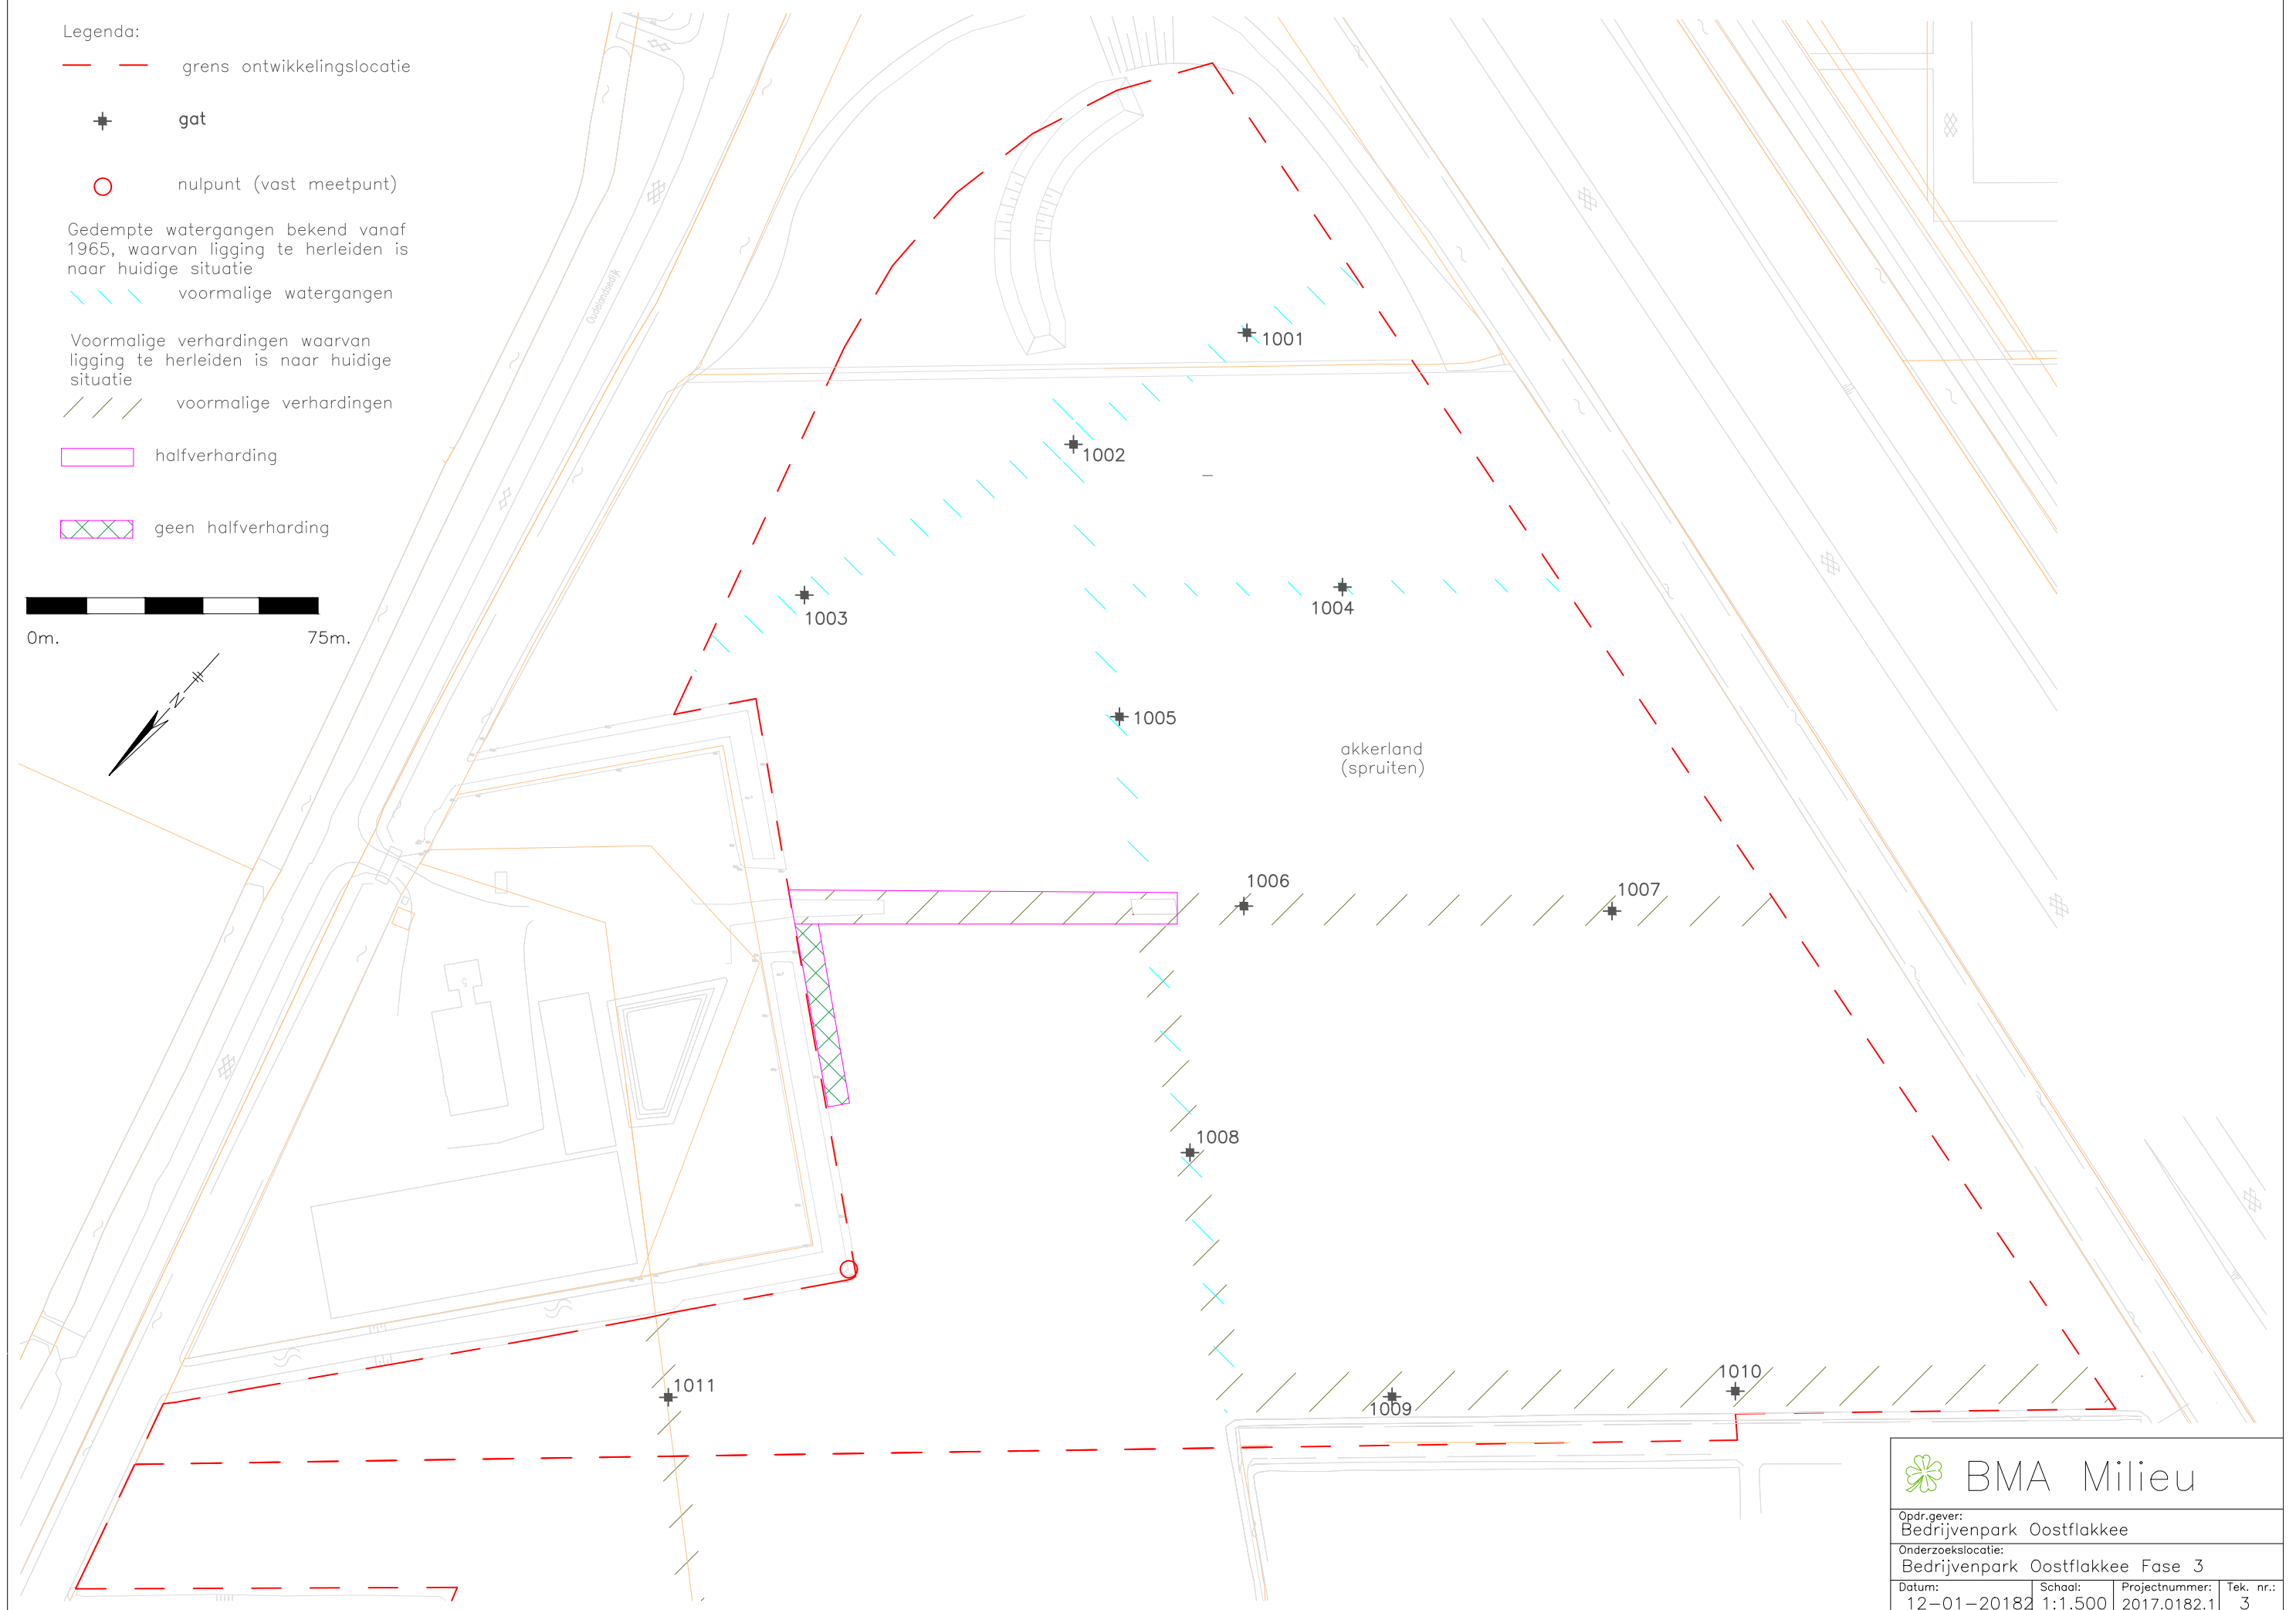 Legenda:
grens ontwikkelingslocatie
gat
nulpunt (vast meetpunt)
Gedempte watergangen bekend vanaf
1965, waarvan ligging te herleiden is
naar huidige situatie
voormalige watergangen
Voormalige verhardingen waarvan
ligging te herleiden is naar huidige
situatie
voormalige verhardingen
halfverharding
geen halfverharding
0m.
75m.
N
Oudelandsedijk
1001
1002
1003
1004
1005
akkerland
(spruiten)
1006
1007
1008
1009
1010
1011
BMA Milieu
Opdr.gever:
Bedrijvenpark Oostflakkee
Onderzoekslocatie:
Bedrijvenpark Oostflakkee Fase 3
Datum:
12-01-20182
Schaal:
1:1.500
Projectnummer:
2017.0182.1
Tek. nr.:
3